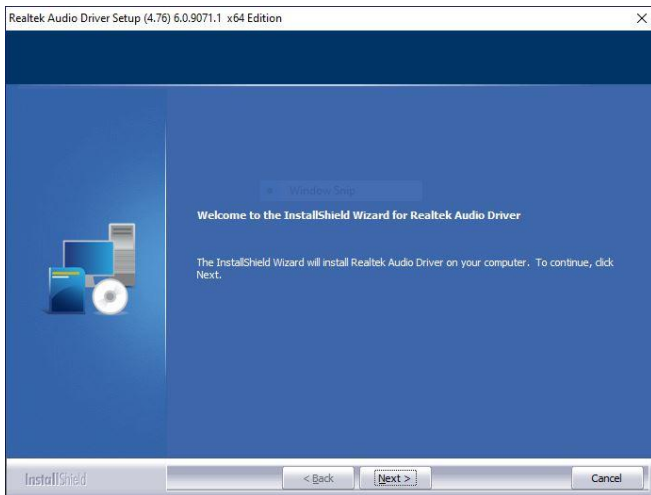 Realtek Audio Driver Setup (4.76) 6.0.9071.1 x64 Edition
Window Snip
Welcome to the InstallShield Wizard for Realtek Audio Driver
The InstallShield Wizard will install Realtek Audio Driver on your computer. To continue, click
Next.
InstallShield
< Back Next > Cancel